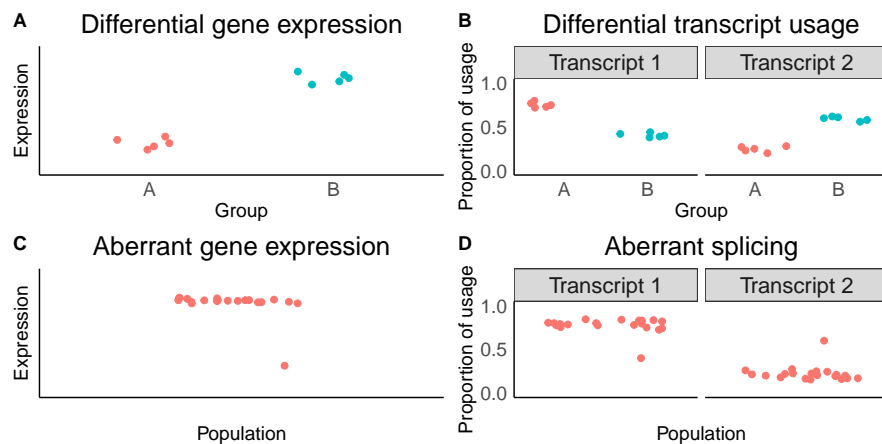 A Differential gene expression
Expression
A B
Group
B Differential transcript usage
Transcript 1 Transcript 2
Proportion of usage
1.0
0.5
0.0
A B A B
Group
C Aberrant gene expression
Expression
Population
D Aberrant splicing
Transcript 1 Transcript 2
Proportion of usage
1.0
0.5
0.0
Population